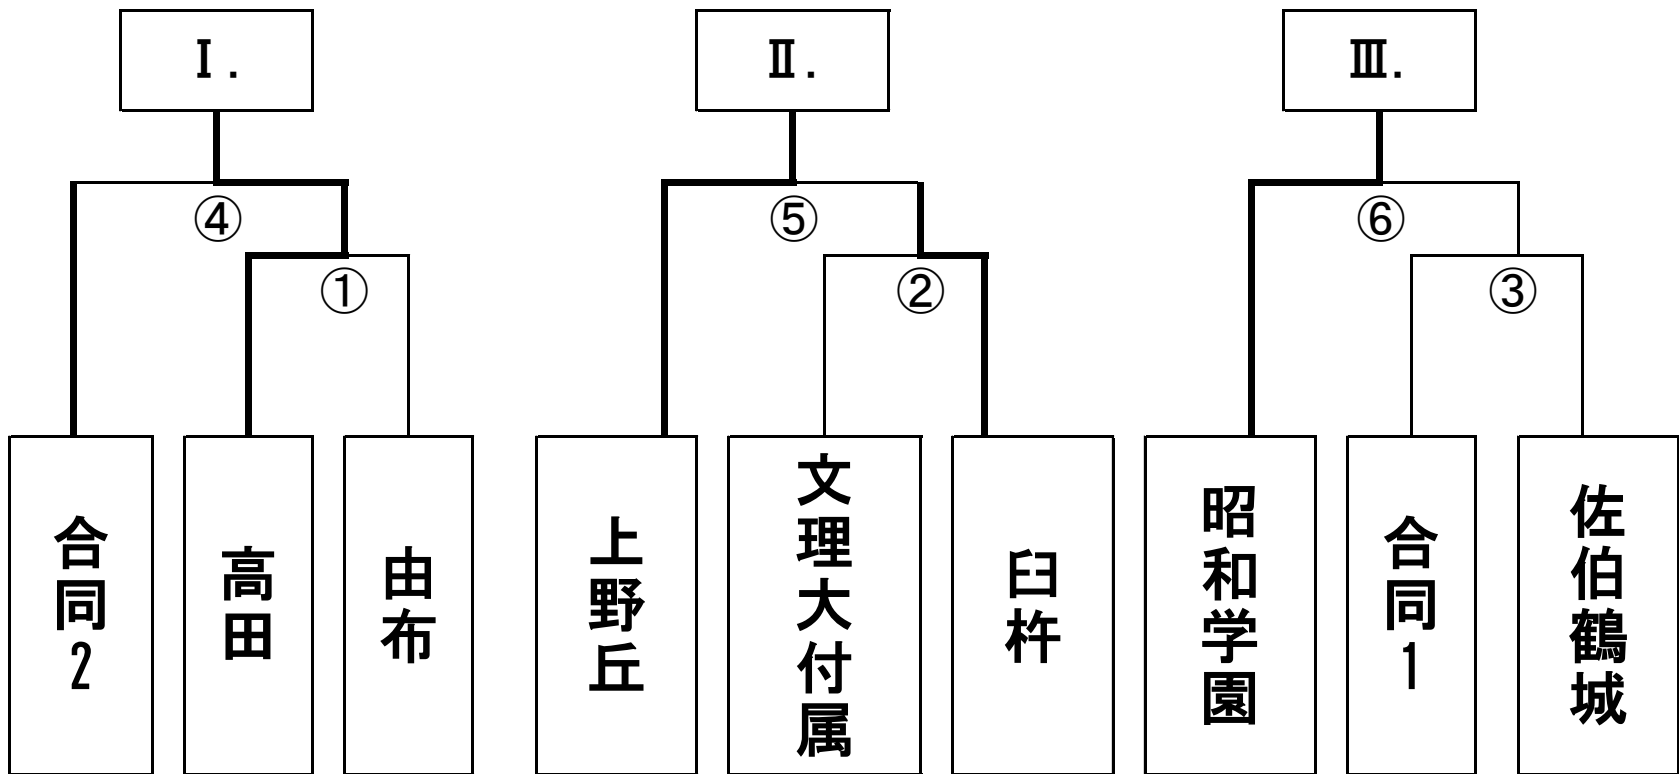 Ⅰ.
Ⅱ.
Ⅲ.
④
⑤
⑥
①
②
③
合同2
高田
由布
上野丘
文理大付属
臼杵
昭和学園
合同1
佐伯鶴城